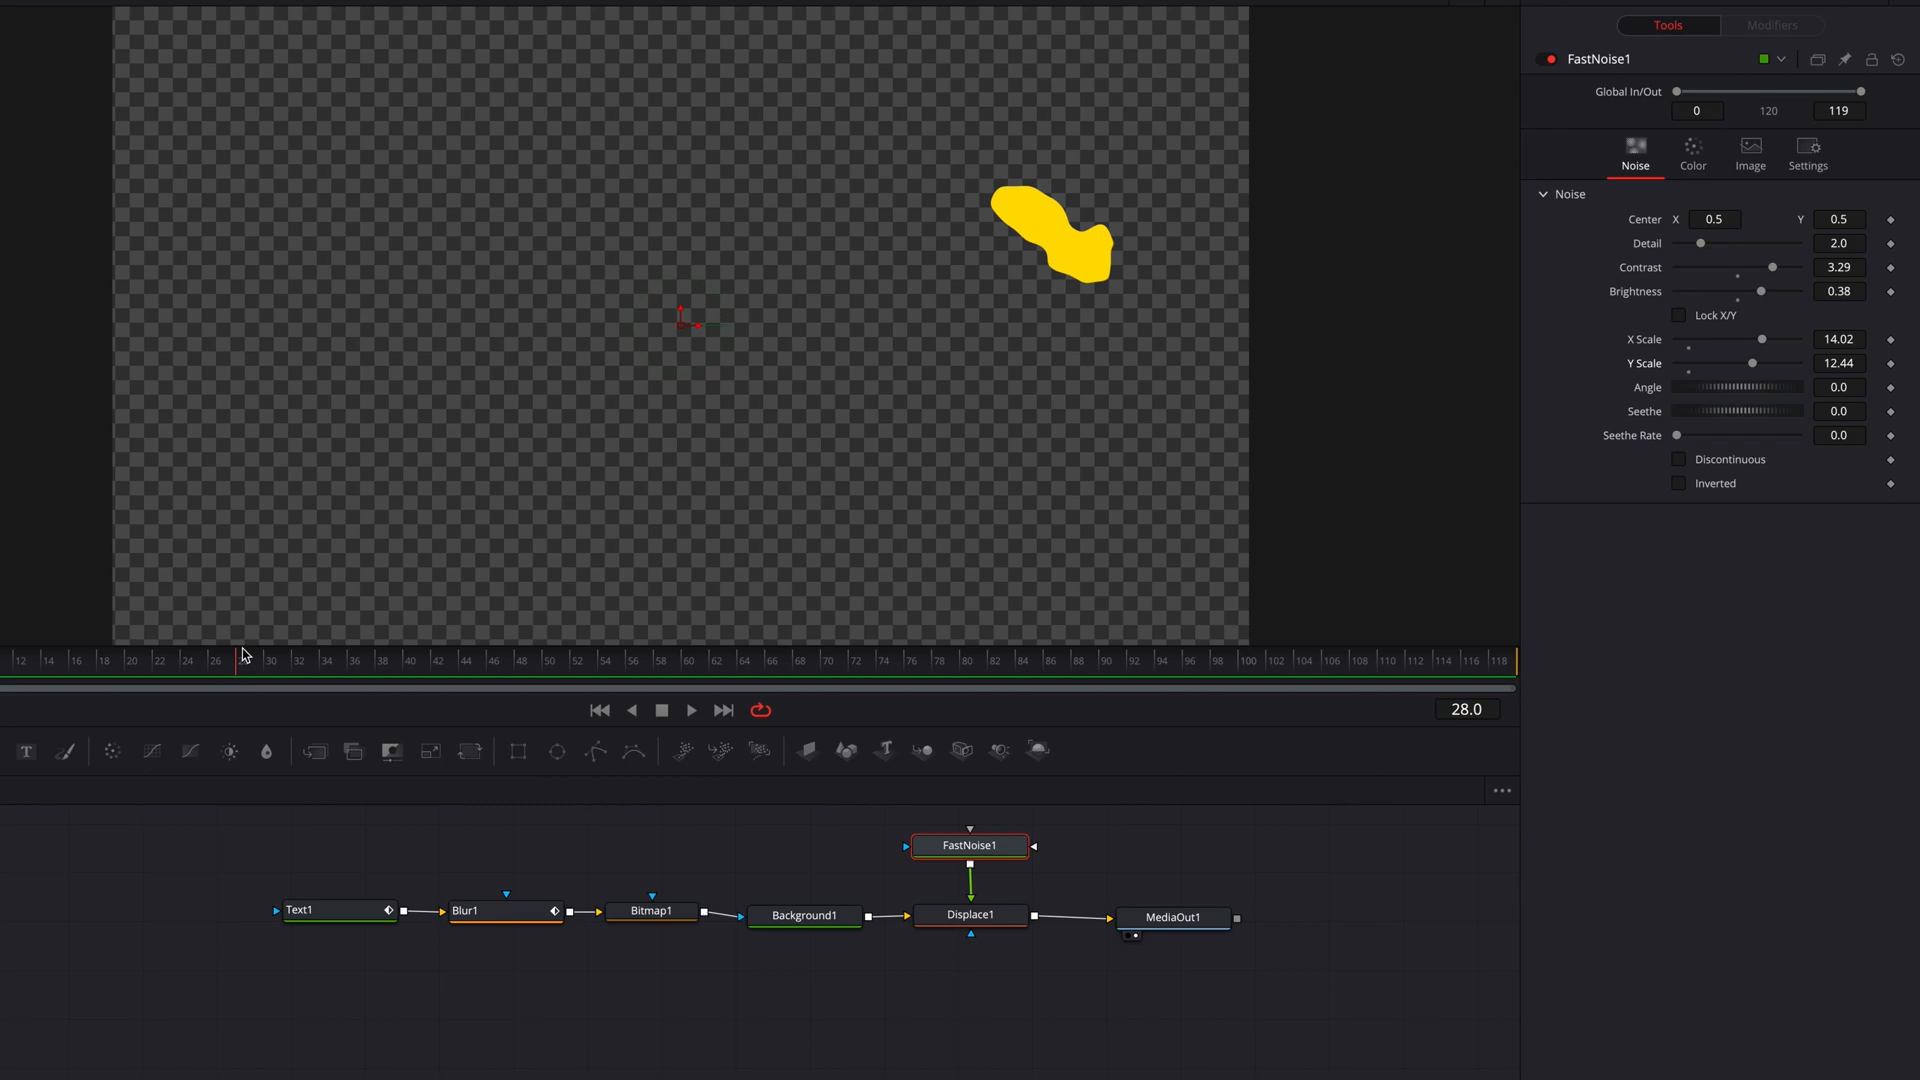 Tools Modifiers
FastNoise1
Global In/Out
0 120 119
Noise Color Image Settings
Noise
Center X 0.5 Y 0.5
Detail 2.0
Contrast 3.29
Brightness 0.38
Lock X/Y
X Scale 14.02
Y Scale 12.44
Angle 0.0
Seethe 0.0
Seethe Rate 0.0
Discontinuous
Inverted
12 14 16 18 20 22 24 26 30 32 34 36 38 40 42 44 46 48 50 52 54 56 58 60 62 64 66 68 70 72 74 76 78 80 82 84 86 88 90 92 94 96 98 100 102 104 106 108 110 112 114 116 118
28.0
T
FastNoise1
Text1 Blur1 Bitmap1 Background1 Displace1 MediaOut1